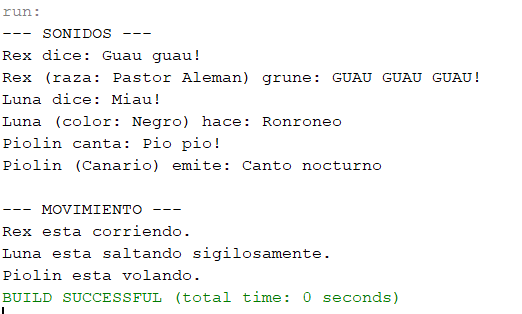 run:
--- SONIDOS ---
Rex dice: Guau guau!
Rex (raza: Pastor Aleman) grune: GUAU GUAU GUAU!
Luna dice: Miau!
Luna (color: Negro) hace: Ronroneo
Piolin canta: Pio pio!
Piolin (Canario) emite: Canto nocturno

--- MOVIMIENTO ---
Rex esta corriendo.
Luna esta saltando sigilosamente.
Piolin esta volando.
BUILD SUCCESSFUL (total time: 0 seconds)